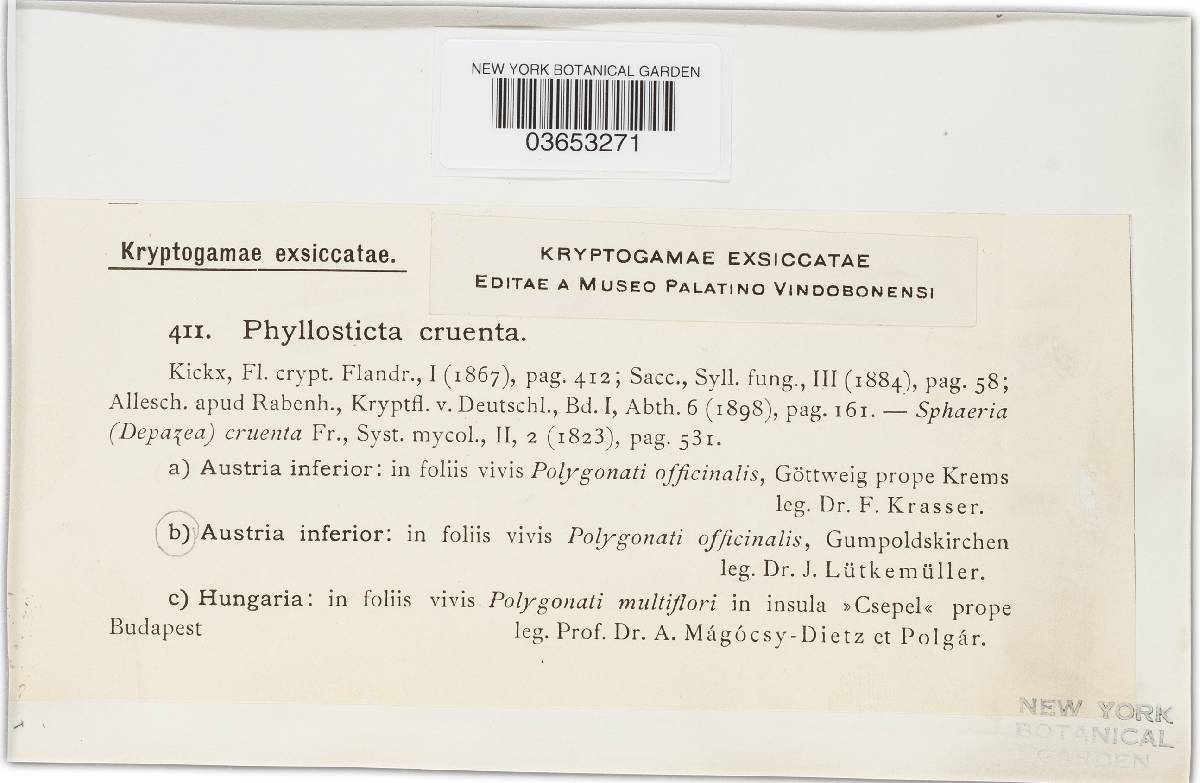 NEW YORK BOTANICAL GARDEN
03653271
Kryptogamae exsiccatae.
KRYPTOGAMAE EXSICCATAE
EDITAE A MUSEO PALATINO VINDOBONENSI
411. Phyllosticta cruenta.
Kickx, Fl. crypt. Flandr., I (1867), pag. 412; Sacc., Syll. fung., III (1884), pag. 58;
Allesch. apud Rabenh., Kryptfl. v. Deutschl., Bd. I, Abth. 6 (1898), pag. 161. — Sphaeria
(Depazea) cruenta Fr., Syst. mycol., II, 2 (1823), pag. 531.
a) Austria inferior: in foliis vivis Polygonati officinalis, Göttweig prope Krems
leg. Dr. F. Krasser.
b) Austria inferior: in foliis vivis Polygonati officinalis, Gumpoldskirchen
leg. Dr. J. Lütkemüller.
c) Hungaria: in foliis vivis Polygonati multiflori in insula »Csepel« prope
Budapest leg. Prof. Dr. A. Mágócsy-Dietz et Polgár.
NEW YORK
BOTANICAL
GARDEN